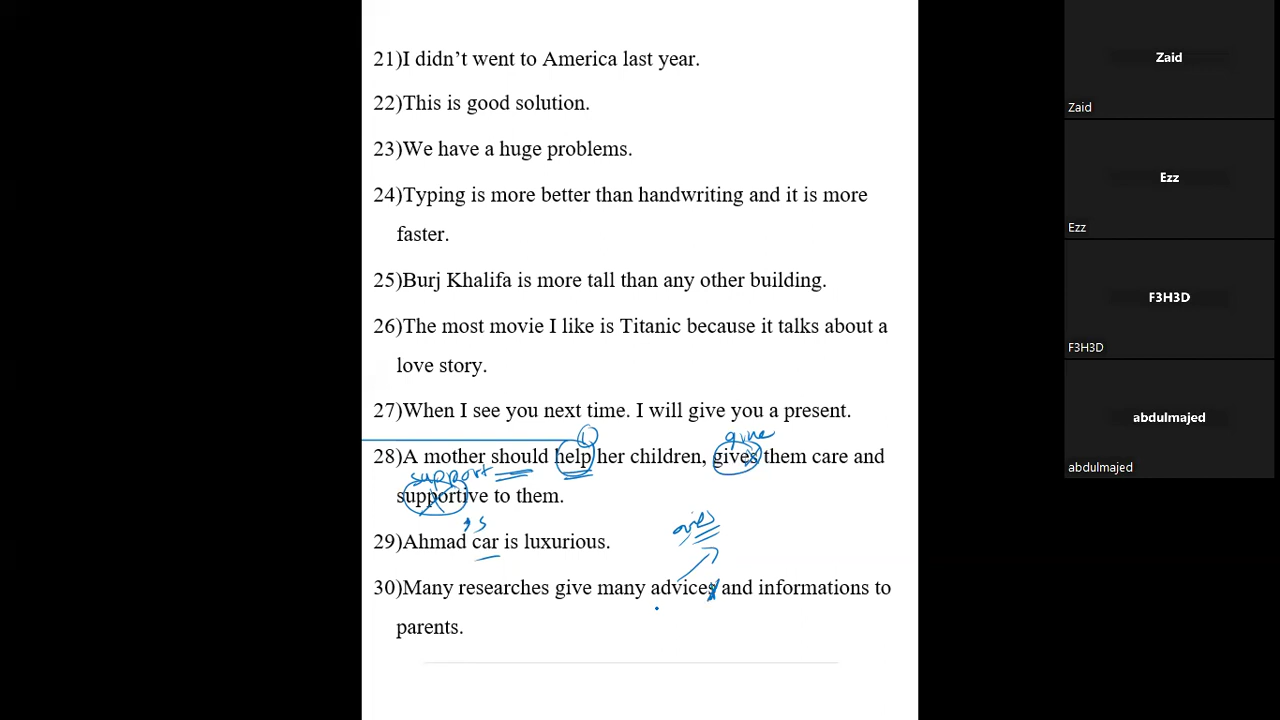 21)I didn’t went to America last year.
22)This is good solution.
23)We have a huge problems.
24)Typing is more better than handwriting and it is more
faster.
25)Burj Khalifa is more tall than any other building.
26)The most movie I like is Titanic because it talks about a
love story.
27)When I see you next time. I will give you a present.
1
give
28)A mother should help her children, gives them care and
support
supportive to them.
's
29)Ahmad car is luxurious.
30)Many researches give many advices and informations to
parents.
Zaid
Zaid
Ezz
Ezz
F3H3D
F3H3D
abdulmajed
abdulmajed